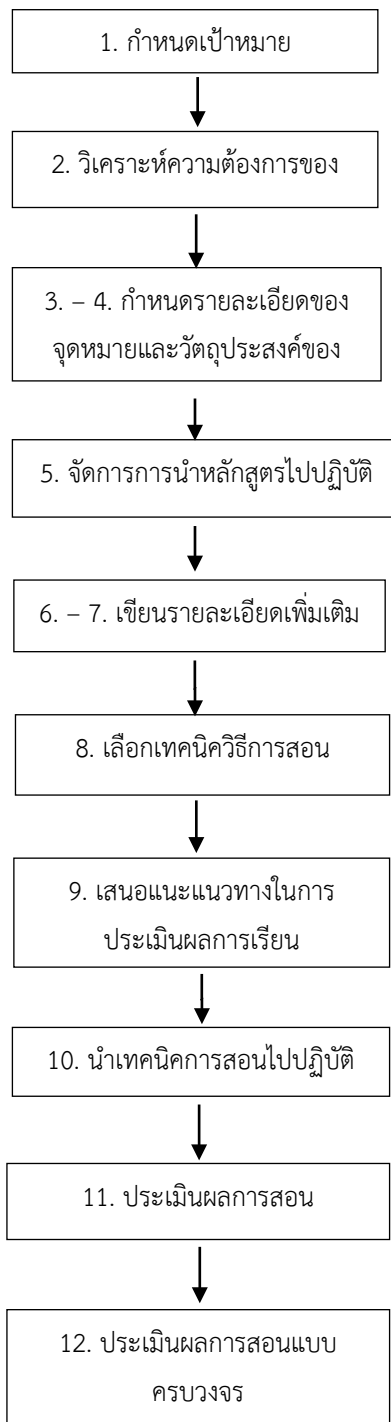 1. กำหนดเป้าหมาย
2. วิเคราะห์ความต้องการของ
3. – 4. กำหนดรายละเอียดของ
จุดหมายและวัตถุประสงค์ของ
5. จัดการการนำหลักสูตรไปปฏิบัติ
6. – 7. เขียนรายละเอียดเพิ่มเติม
8. เลือกเทคนิควิธีการสอน
9. เสนอแนะแนวทางในการ
ประเมินผลการเรียน
10. นำเทคนิคการสอนไปปฏิบัติ
11. ประเมินผลการสอน
12. ประเมินผลการสอนแบบ
ครบวงจร